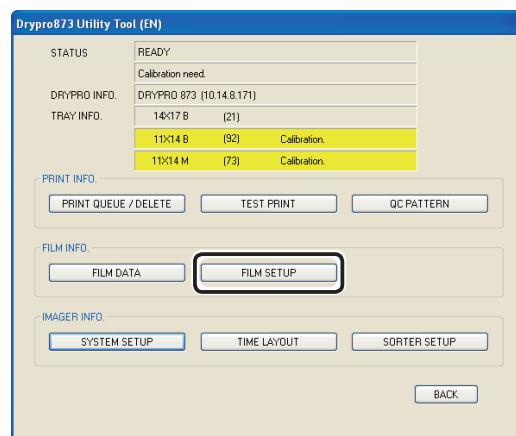 Drypro873 Utility Tool (EN)
STATUS READY
Calibration need.
DRYPRO INFO. DRYPRO 873 (10.14.8.171)
TRAY INFO. 14X17 B (21)
11X14 B (92) Calibration.
11X14 M (73) Calibration.
PRINT INFO.
PRINT QUEUE / DELETE TEST PRINT QC PATTERN
FILM INFO.
FILM DATA FILM SETUP
IMAGER INFO.
SYSTEM SETUP TIME LAYOUT SORTER SETUP
BACK